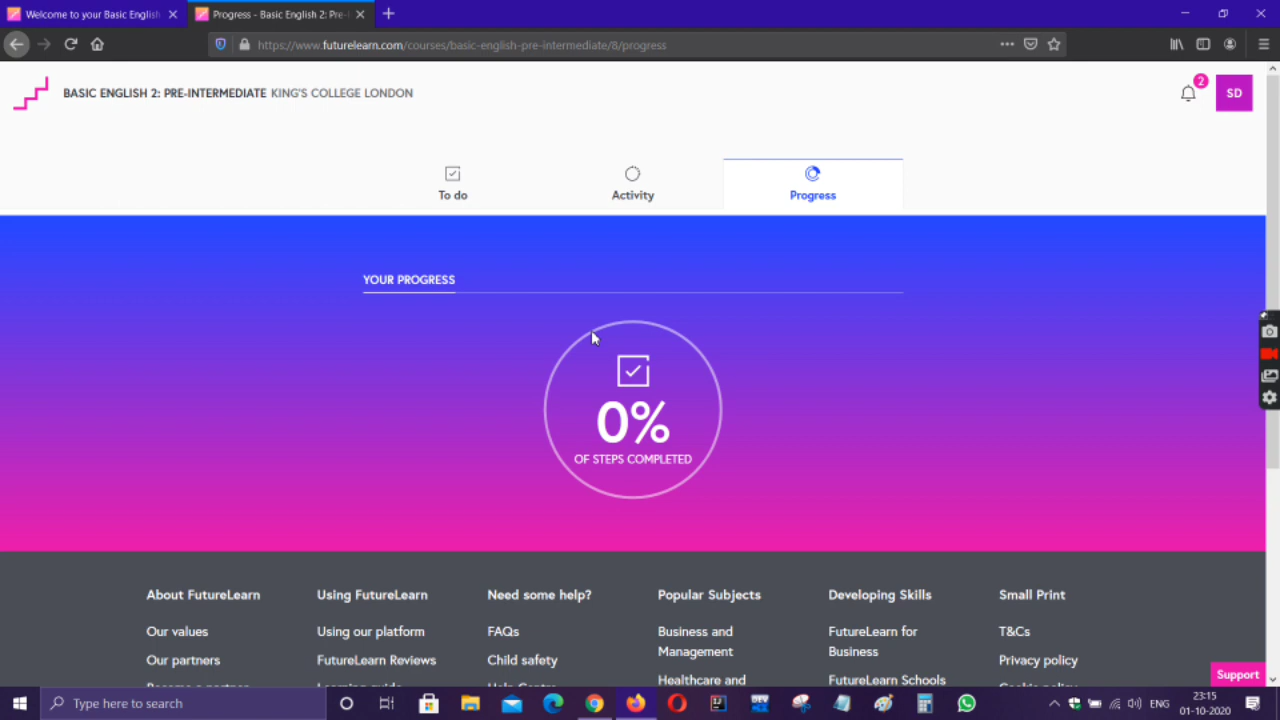 Welcome to your Basic English
Progress - Basic English 2: Pre-I
https://www.futurelearn.com/courses/basic-english-pre-intermediate/8/progress
BASIC ENGLISH 2: PRE-INTERMEDIATE KING'S COLLEGE LONDON
2
SD
To do
Activity
Progress
YOUR PROGRESS
0%
OF STEPS COMPLETED
About FutureLearn
Using FutureLearn
Need some help?
Popular Subjects
Developing Skills
Small Print
Our values
Using our platform
FAQs
Business and
Management
FutureLearn for
Business
T&Cs
Our partners
FutureLearn Reviews
Child safety
Healthcare and
FutureLearn Schools
Privacy policy
Support
Type here to search
ENG
23:15
01-10-2020